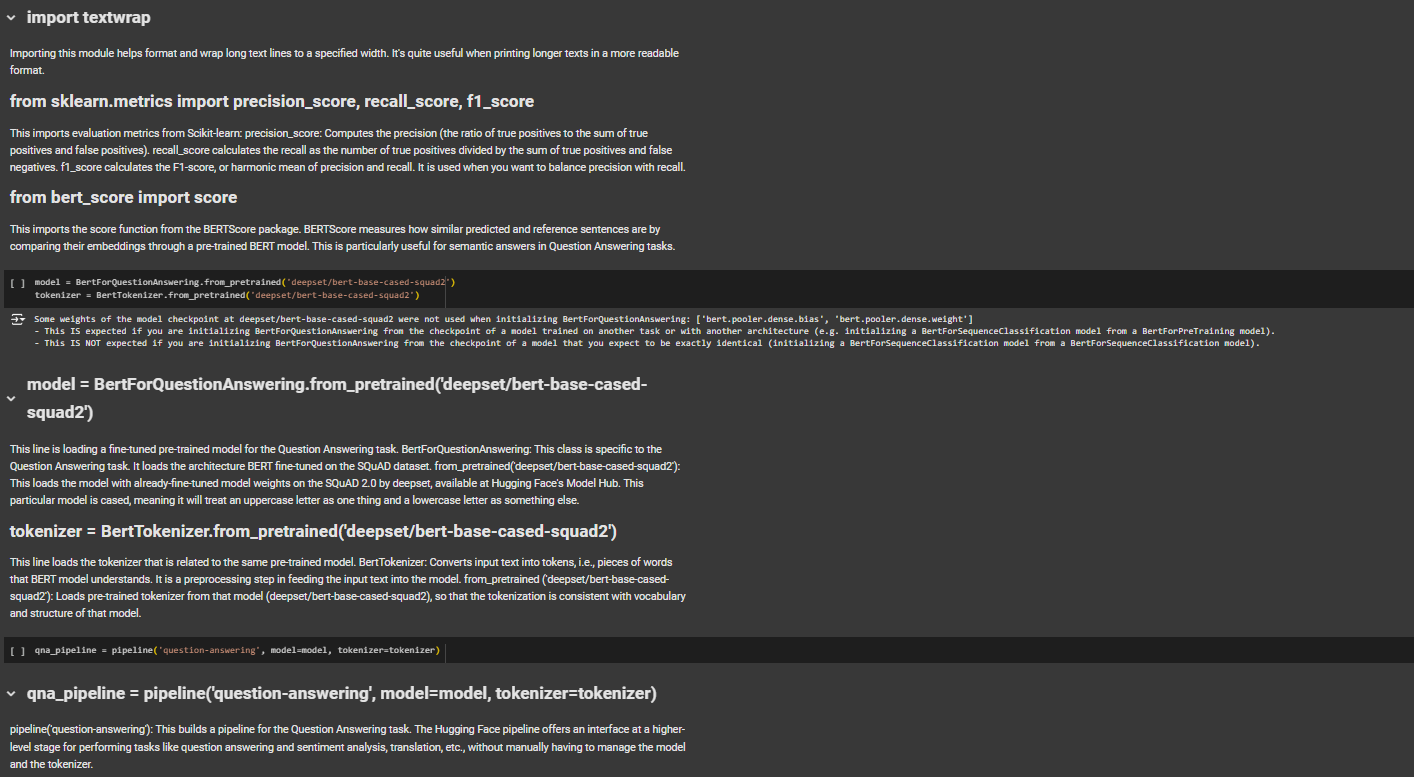 import textwrap
Importing this module helps format and wrap long text lines to a specified width. It's quite useful when printing longer texts in a more readable
format.
from sklearn.metrics import precision_score, recall_score, f1_score
This imports evaluation metrics from Scikit-learn: precision_score: Computes the precision (the ratio of true positives to the sum of true
positives and false positives). recall_score calculates the recall as the number of true positives divided by the sum of true positives and false
negatives. f1_score calculates the F1-score, or harmonic mean of precision and recall. It is used when you want to balance precision with recall.
from bert_score import score
This imports the score function from the BERTScore package. BERTScore measures how similar predicted and reference sentences are by
comparing their embeddings through a pre-trained BERT model. This is particularly useful for semantic answers in Question Answering tasks.
[ ] model = BertForQuestionAnswering.from_pretrained('deepset/bert-base-cased-squad2')
tokenizer = BertTokenizer.from_pretrained('deepset/bert-base-cased-squad2')
Some weights of the model checkpoint at deepset/bert-base-cased-squad2 were not used when initializing BertForQuestionAnswering: ['bert.pooler.dense.bias', 'bert.pooler.dense.weight']
- This IS expected if you are initializing BertForQuestionAnswering from the checkpoint of a model trained on another task or with another architecture (e.g. initializing a BertForSequenceClassification model from a BertForPreTraining model).
- This IS NOT expected if you are initializing BertForQuestionAnswering from the checkpoint of a model that you expect to be exactly identical (initializing a BertForSequenceClassification model from a BertForSequenceClassification model).
model = BertForQuestionAnswering.from_pretrained('deepset/bert-base-cased-
squad2')
This line is loading a fine-tuned pre-trained model for the Question Answering task. BertForQuestionAnswering: This class is specific to the
Question Answering task. It loads the architecture BERT fine-tuned on the SQuAD dataset. from_pretrained('deepset/bert-base-cased-squad2'):
This loads the model with already-fine-tuned model weights on the SQuAD 2.0 by deepset, available at Hugging Face's Model Hub. This
particular model is cased, meaning it will treat an uppercase letter as one thing and a lowercase letter as something else.
tokenizer = BertTokenizer.from_pretrained('deepset/bert-base-cased-squad2')
This line loads the tokenizer that is related to the same pre-trained model. BertTokenizer: Converts input text into tokens, i.e., pieces of words
that BERT model understands. It is a preprocessing step in feeding the input text into the model. from_pretrained ('deepset/bert-base-cased-
squad2'): Loads pre-trained tokenizer from that model (deepset/bert-base-cased-squad2), so that the tokenization is consistent with vocabulary
and structure of that model.
[ ] qna_pipeline = pipeline('question-answering', model=model, tokenizer=tokenizer)
qna_pipeline = pipeline('question-answering', model=model, tokenizer=tokenizer)
pipeline('question-answering'): This builds a pipeline for the Question Answering task. The Hugging Face pipeline offers an interface at a higher-
level stage for performing tasks like question answering and sentiment analysis, translation, etc., without manually having to manage the model
and the tokenizer.